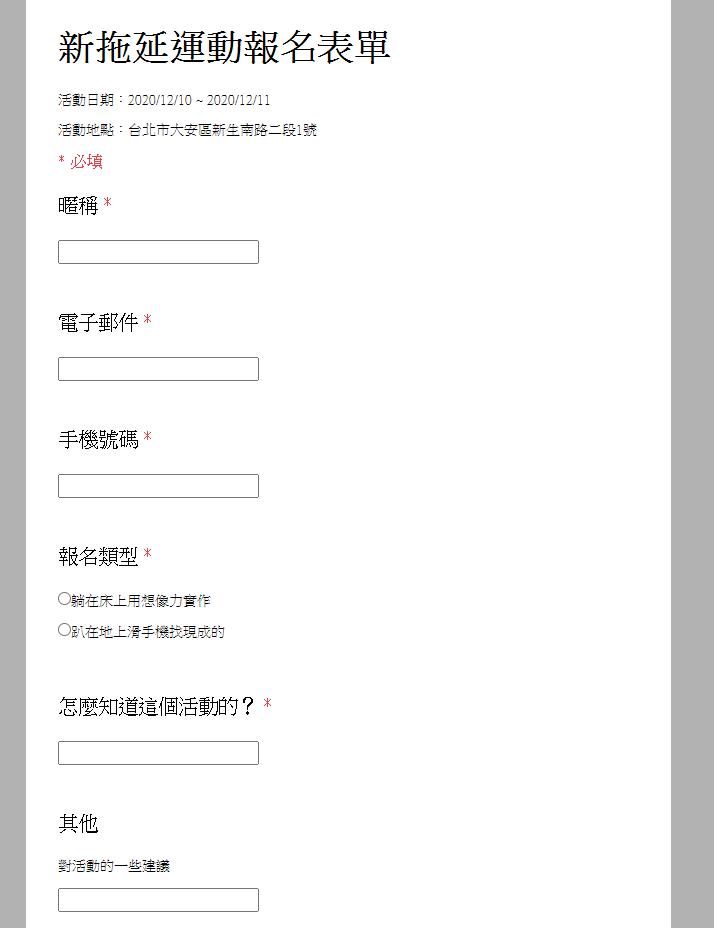 新拖延運動報名表單
活動日期：2020/12/10 ~ 2020/12/11
活動地點：台北市大安區新生南路二段1號
* 必填
暱稱 *
電子郵件 *
手機號碼 *
報名類型 *
躺在床上用想像力實作
趴在地上滑手機找現成的
怎麼知道這個活動的？ *
其他
對活動的一些建議